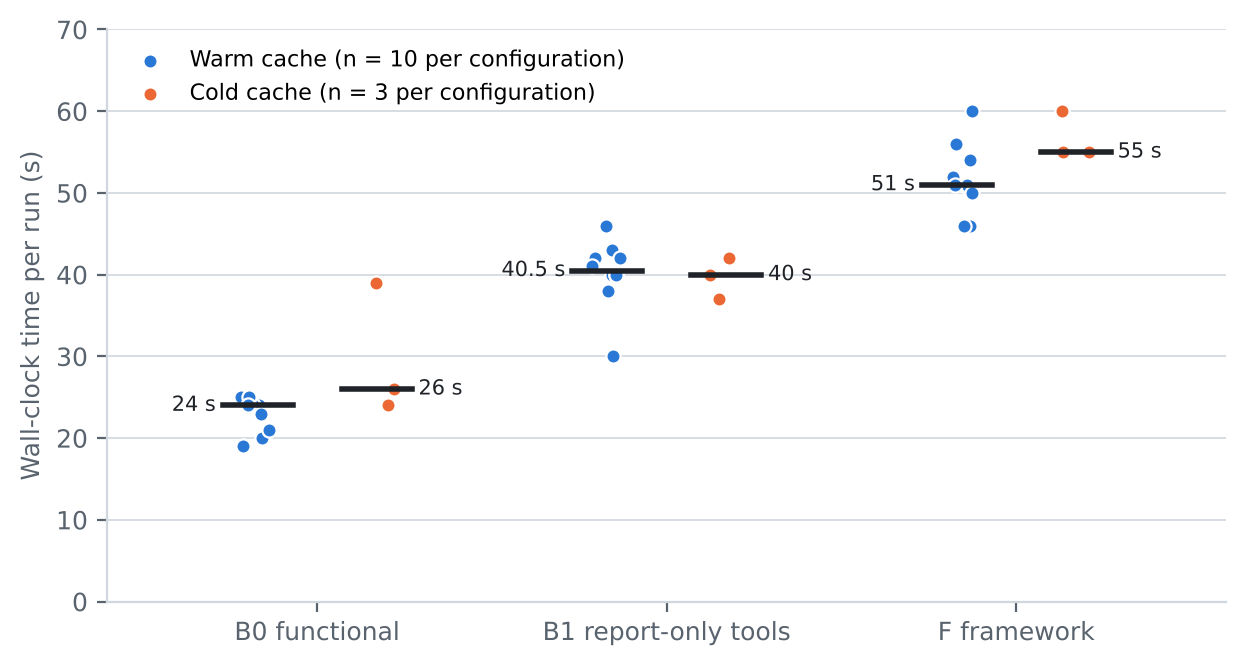 70
Warm cache (n = 10 per configuration)
Cold cache (n = 3 per configuration)
60
55 s
51 s
50
40.5 s
40
40 s
30
26 s
24 s
20
10
0
Wall-clock time per run (s)
B0 functional
B1 report-only tools
F framework